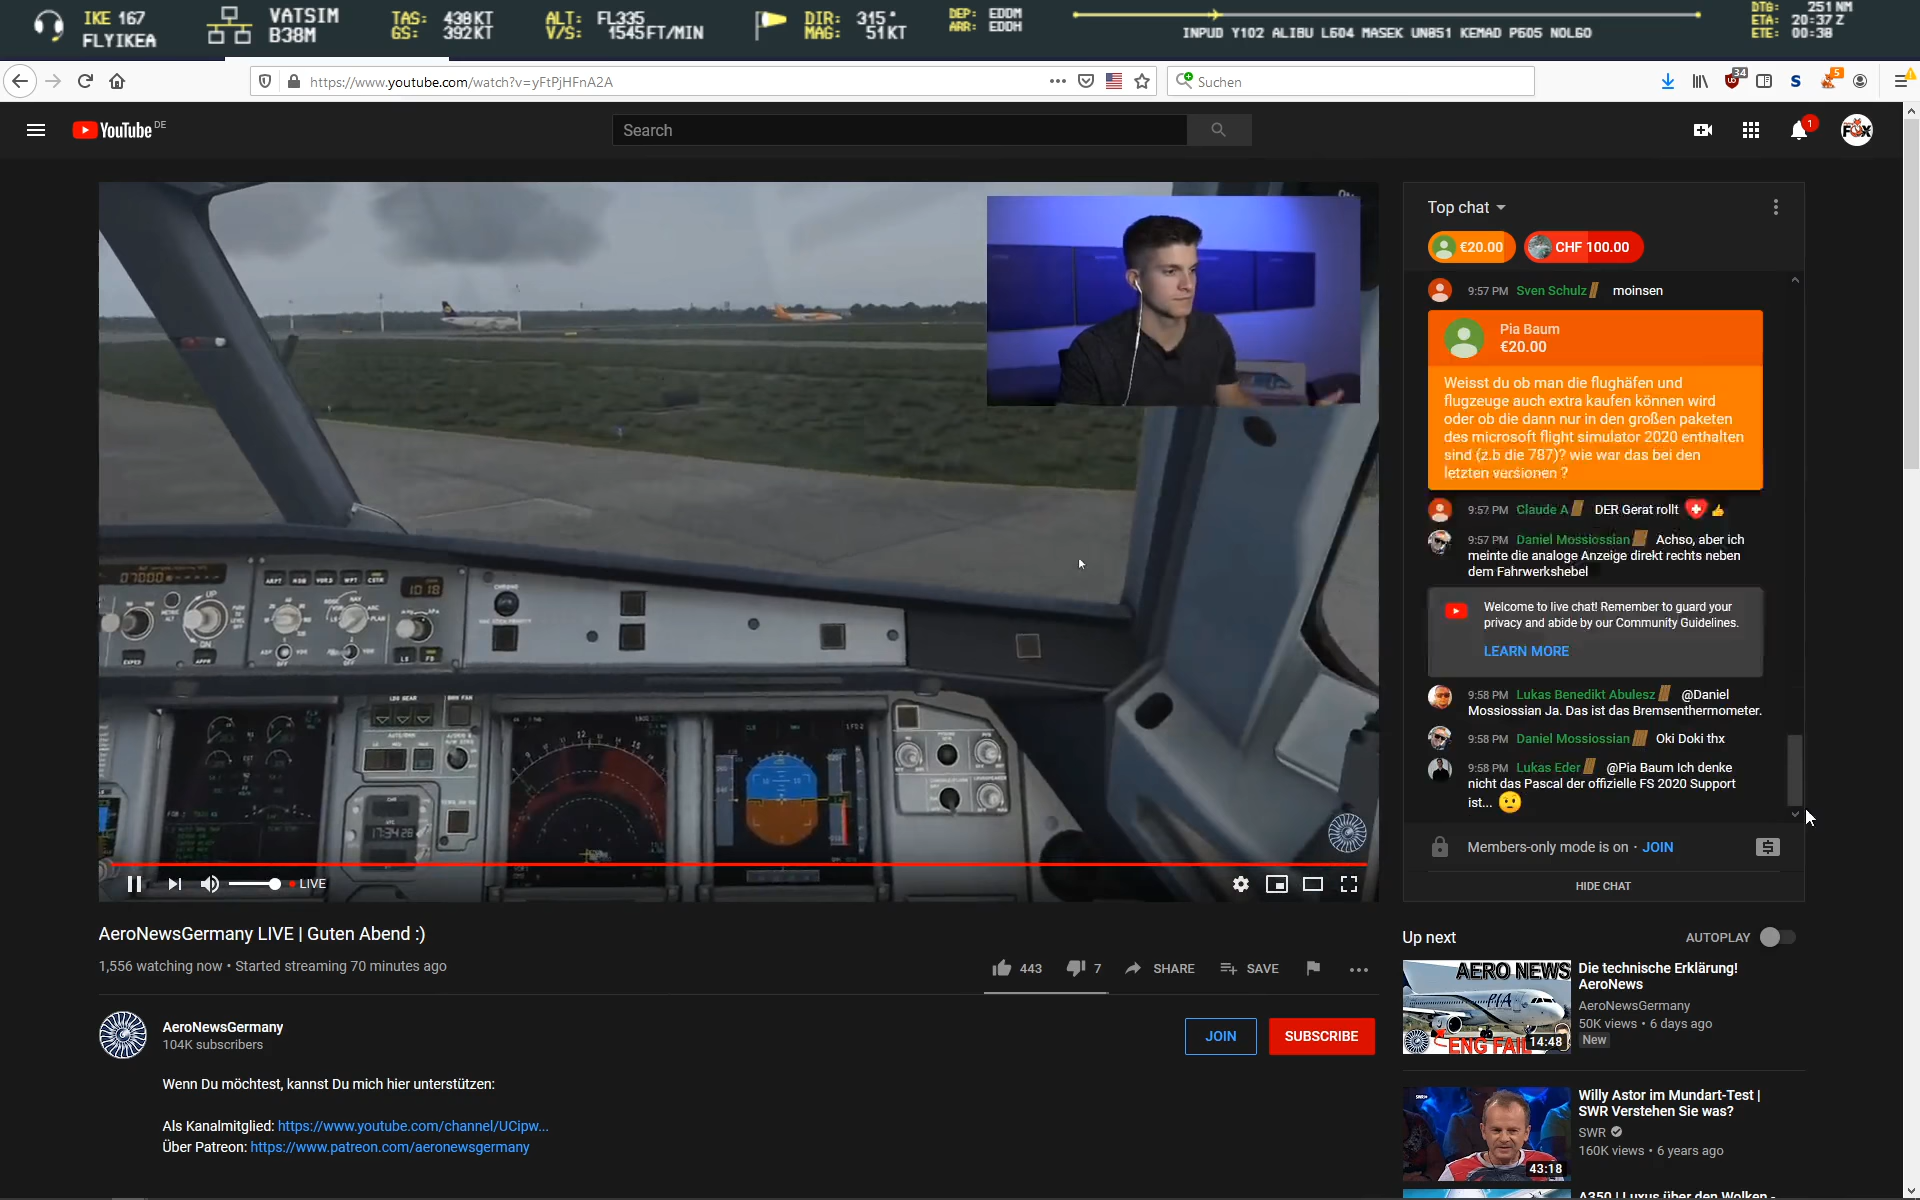 IKE 167
FLYIKEA
VATSIM
B38M
TAS: 438KT
GS: 392KT
ALT: FL335
V/S: 1545FT/MIN
DIR: 315°
MAG: 51KT
DEP: EDDM
ARR: EDDH
INPUD Y102 ALIBU L604 MASEK UN851 KEMAD P605 NOLGO
DTG: 251 NM
ETA: 20:37 Z
ETE: 00:38
https://www.youtube.com/watch?v=yFtPjHFnA2A
Suchen
34
5
YouTube DE
Search
1
FOX
Top chat
€20.00
CHF 100.00
9:57 PM Sven Schulz moinsen
Pia Baum
€20.00
Weisst du ob man die flughäfen und
flugzeuge auch extra kaufen können wird
oder ob die dann nur in den großen paketen
des microsoft flight simulator 2020 enthalten
sind (z.b die 787)? wie war das bei den
letzten versionen ?
9:57 PM Claude A DER Gerat rollt
9:57 PM Daniel Mossiossian Achso, aber ich
meinte die analoge Anzeige direkt rechts neben
dem Fahrwerkshebel
Welcome to live chat! Remember to guard your
privacy and abide by our Community Guidelines.
LEARN MORE
9:58 PM Lukas Benedikt Abulesz @Daniel
Mossiossian Ja. Das ist das Bremsenthermometer.
9:58 PM Daniel Mossiossian Oki Doki thx
9:58 PM Lukas Eder @Pia Baum Ich denke
nicht das Pascal der offizielle FS 2020 Support
ist...
Members-only mode is on · JOIN
HIDE CHAT
07000
1018
CHRONO
UP
LIVE
AeroNewsGermany LIVE | Guten Abend :)
1,556 watching now • Started streaming 70 minutes ago
443
7
SHARE
SAVE
AeroNewsGermany
104K subscribers
JOIN
SUBSCRIBE
Wenn Du möchtest, kannst Du mich hier unterstützen:
Als Kanalmitglied: https://www.youtube.com/channel/UCipw...
Über Patreon: https://www.patreon.com/aeronewsgermany
Up next
AUTOPLAY
AERO NEWS
PIA
ENG FAIL
14:48
Die technische Erklärung!
AeroNews
AeroNewsGermany
50K views • 6 days ago
New
43:18
Willy Astor im Mundart-Test |
SWR Verstehen Sie was?
SWR
160K views • 6 years ago
A350 | Luxus über den Wolken -